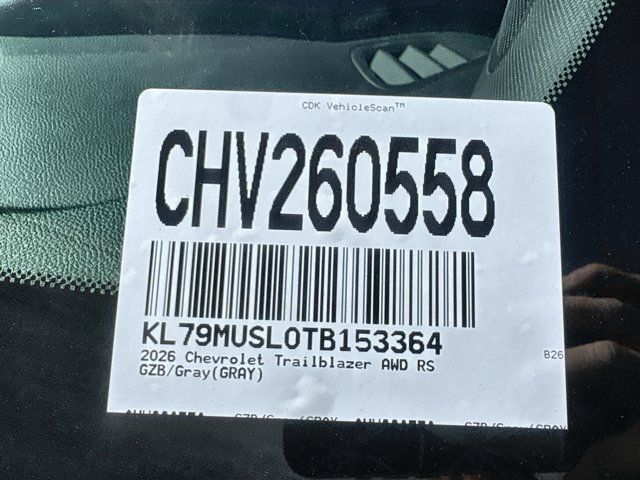 CDK VehicleScan™
CHV260558
KL79MUSL0TB153364
2026 Chevrolet Trailblazer AWD RS
B26
GZB/Gray(GRAY)